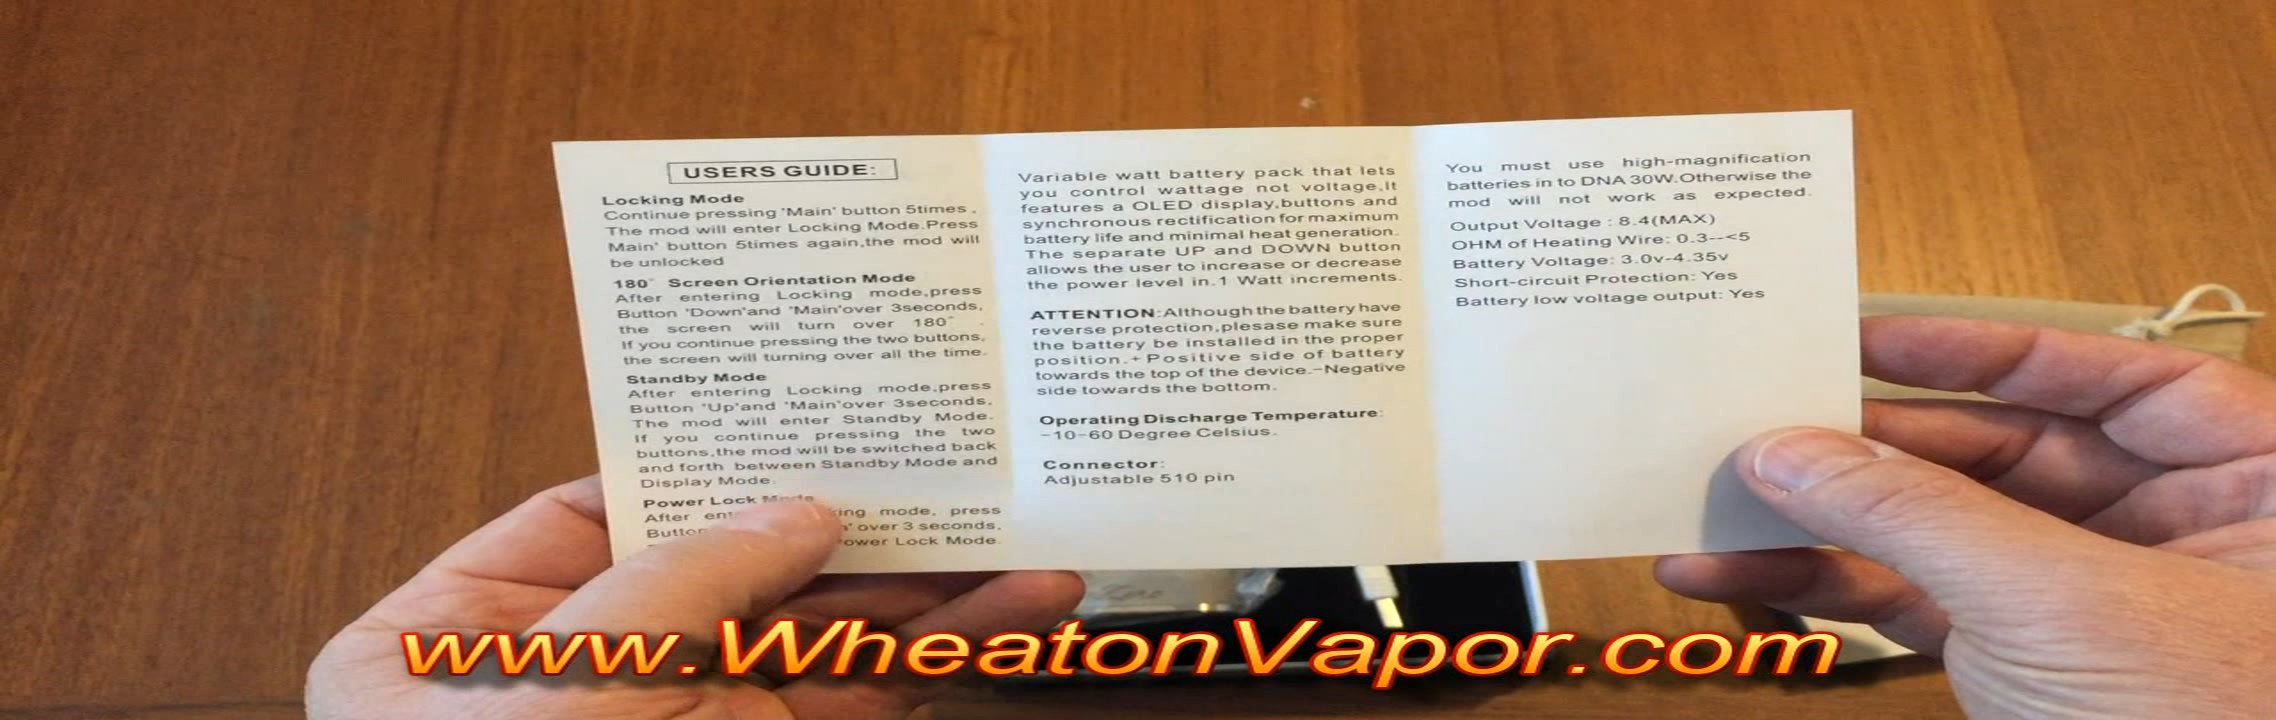 USERS GUIDE:
Locking Mode
Continue pressing 'Main' button 5times .
The mod will enter Locking Mode.Press
Main' button 5times again,the mod will
be unlocked
180° Screen Orientation Mode
After entering Locking mode,press
Button 'Down'and 'Main'over 3seconds,
the screen will turn over 180° .
If you continue pressing the two buttons,
the screen will turning over all the time.
Standby Mode
After entering Locking mode,press
Button 'Up'and 'Main'over 3seconds,
The mod will enter Standby Mode.
If you continue pressing the two
buttons,the mod will be switched back
and forth between Standby Mode and
Display Mode.
Power Lock Mode
After mode, press
over 3 seconds,
Lock Mode.
Variable watt battery pack that lets
you control wattage not voltage,It
features a OLED display,buttons and
synchronous rectification for maximum
battery life and minimal heat generation.
The separate UP and DOWN button
allows the user to increase or decrease
the power level in.1 Watt increments.
ATTENTION:Although the battery have
reverse protection,plesase make sure
the battery be installed in the proper
position.+Positive side of battery
towards the top of the device.-Negative
side towards the bottom.
Operating Discharge Temperature:
-10-60 Degree Celsius.
Connector:
Adjustable 510 pin
You must use high-magnification
batteries in to DNA 30W.Otherwise the
mod will not work as expected.
Output Voltage : 8.4(MAX)
OHM of Heating Wire: 0.3--<5
Battery Voltage: 3.0v-4.35v
Short-circuit Protection: Yes
Battery low voltage output: Yes
www.WheatonVapor.com